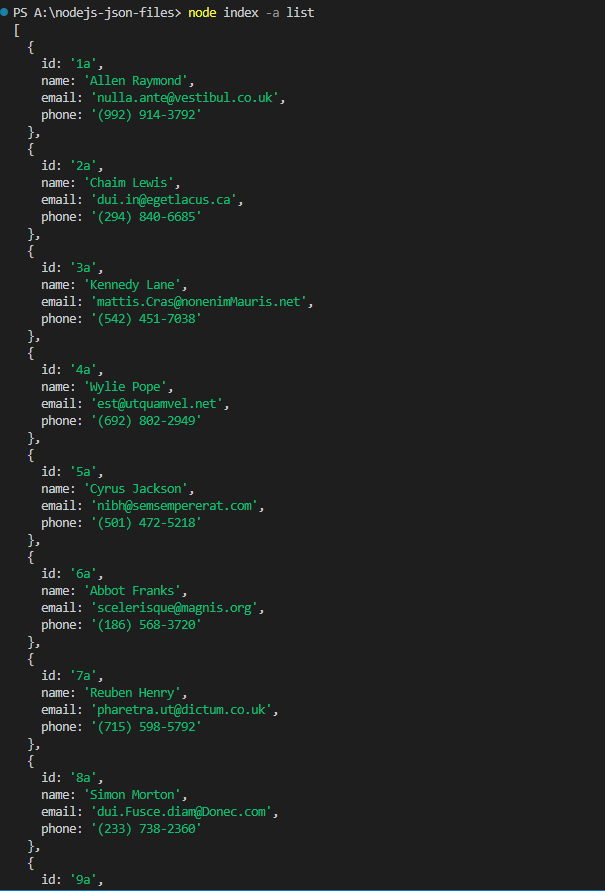 PS A:\nodejs-json-files> node index -a list
[
  {
    id: '1a',
    name: 'Allen Raymond',
    email: 'nulla.ante@vestibul.co.uk',
    phone: '(992) 914-3792'
  },
  {
    id: '2a',
    name: 'Chaim Lewis',
    email: 'dui.in@egetlacus.ca',
    phone: '(294) 840-6685'
  },
  {
    id: '3a',
    name: 'Kennedy Lane',
    email: 'mattis.Cras@nonenimMauris.net',
    phone: '(542) 451-7038'
  },
  {
    id: '4a',
    name: 'Wylie Pope',
    email: 'est@utquamvel.net',
    phone: '(692) 802-2949'
  },
  {
    id: '5a',
    name: 'Cyrus Jackson',
    email: 'nibh@semsempererat.com',
    phone: '(501) 472-5218'
  },
  {
    id: '6a',
    name: 'Abbot Franks',
    email: 'scelerisque@magnis.org',
    phone: '(186) 568-3720'
  },
  {
    id: '7a',
    name: 'Reuben Henry',
    email: 'pharetra.ut@dictum.co.uk',
    phone: '(715) 598-5792'
  },
  {
    id: '8a',
    name: 'Simon Morton',
    email: 'dui.Fusce.diam@Donec.com',
    phone: '(233) 738-2360'
  },
  {
    id: '9a',